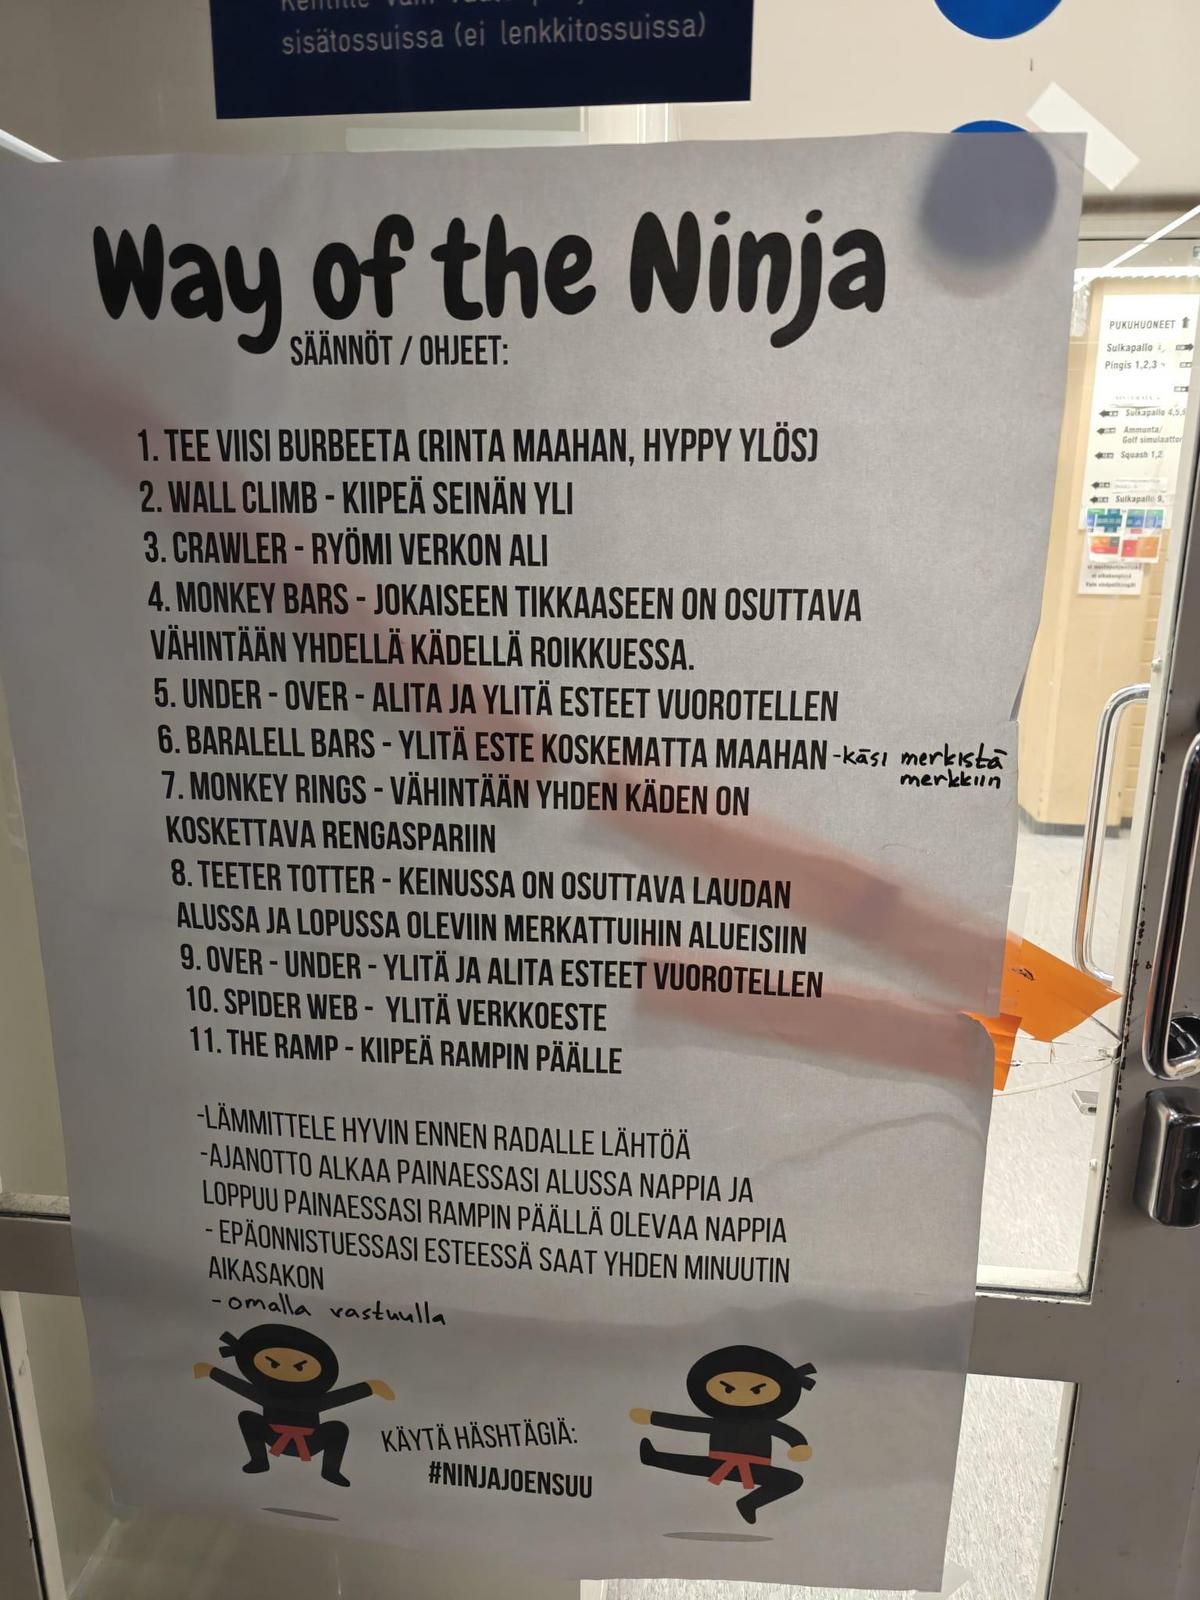 sisätossuissa (ei lenkkitossuissa)
Way of the Ninja
SÄÄNNÖT / OHJEET:
1. TEE VIISI BURBEETA (RINTA MAAHAN, HYPPY YLÖS)
2. WALL CLIMB - KIIPEÄ SEINÄN YLI
3. CRAWLER - RYÖMI VERKON ALI
4. MONKEY BARS - JOKAISEEN TIKKAASEEN ON OSUTTAVA
VÄHINTÄÄN YHDELLÄ KÄDELLÄ ROIKKUESSA.
5. UNDER - OVER - ALITA JA YLITÄ ESTEET VUOROTELLEN
6. BARALELL BARS - YLITÄ ESTE KOSKEMATTA MAAHAN -käsi merkistä
merkkiin
7. MONKEY RINGS - VÄHINTÄÄN YHDEN KÄDEN ON
KOSKETTAVA RENGASPARIIN
8. TEETER TOTTER - KEINUSSA ON OSUTTAVA LAUDAN
ALUSSA JA LOPUSSA OLEVIIN MERKATTUIHIN ALUEISIIN
9. OVER - UNDER - YLITÄ JA ALITA ESTEET VUOROTELLEN
10. SPIDER WEB - YLITÄ VERKKOESTE
11. THE RAMP - KIIPEÄ RAMPIN PÄÄLLE
-LÄMMITTELE HYVIN ENNEN RADALLE LÄHTÖÄ
-AJANOTTO ALKAA PAINAESSASI ALUSSA NAPPIA JA
LOPPUU PAINAESSASI RAMPIN PÄÄLLÄ OLEVAA NAPPIA
- EPÄONNISTUESSASI ESTEESSÄ SAAT YHDEN MINUUTIN
AIKASAKON
- omalla vastuulla
KÄYTÄ HÄSHTÄGIÄ:
#NINJAJOENSUU
PUKUHUONEET
Sulkapallo
Pingis 1,2,3
Sulkapallo 4,5,
Ammunta/
Golf simulaattor
Squash 1,2
Sulkapallo 9,